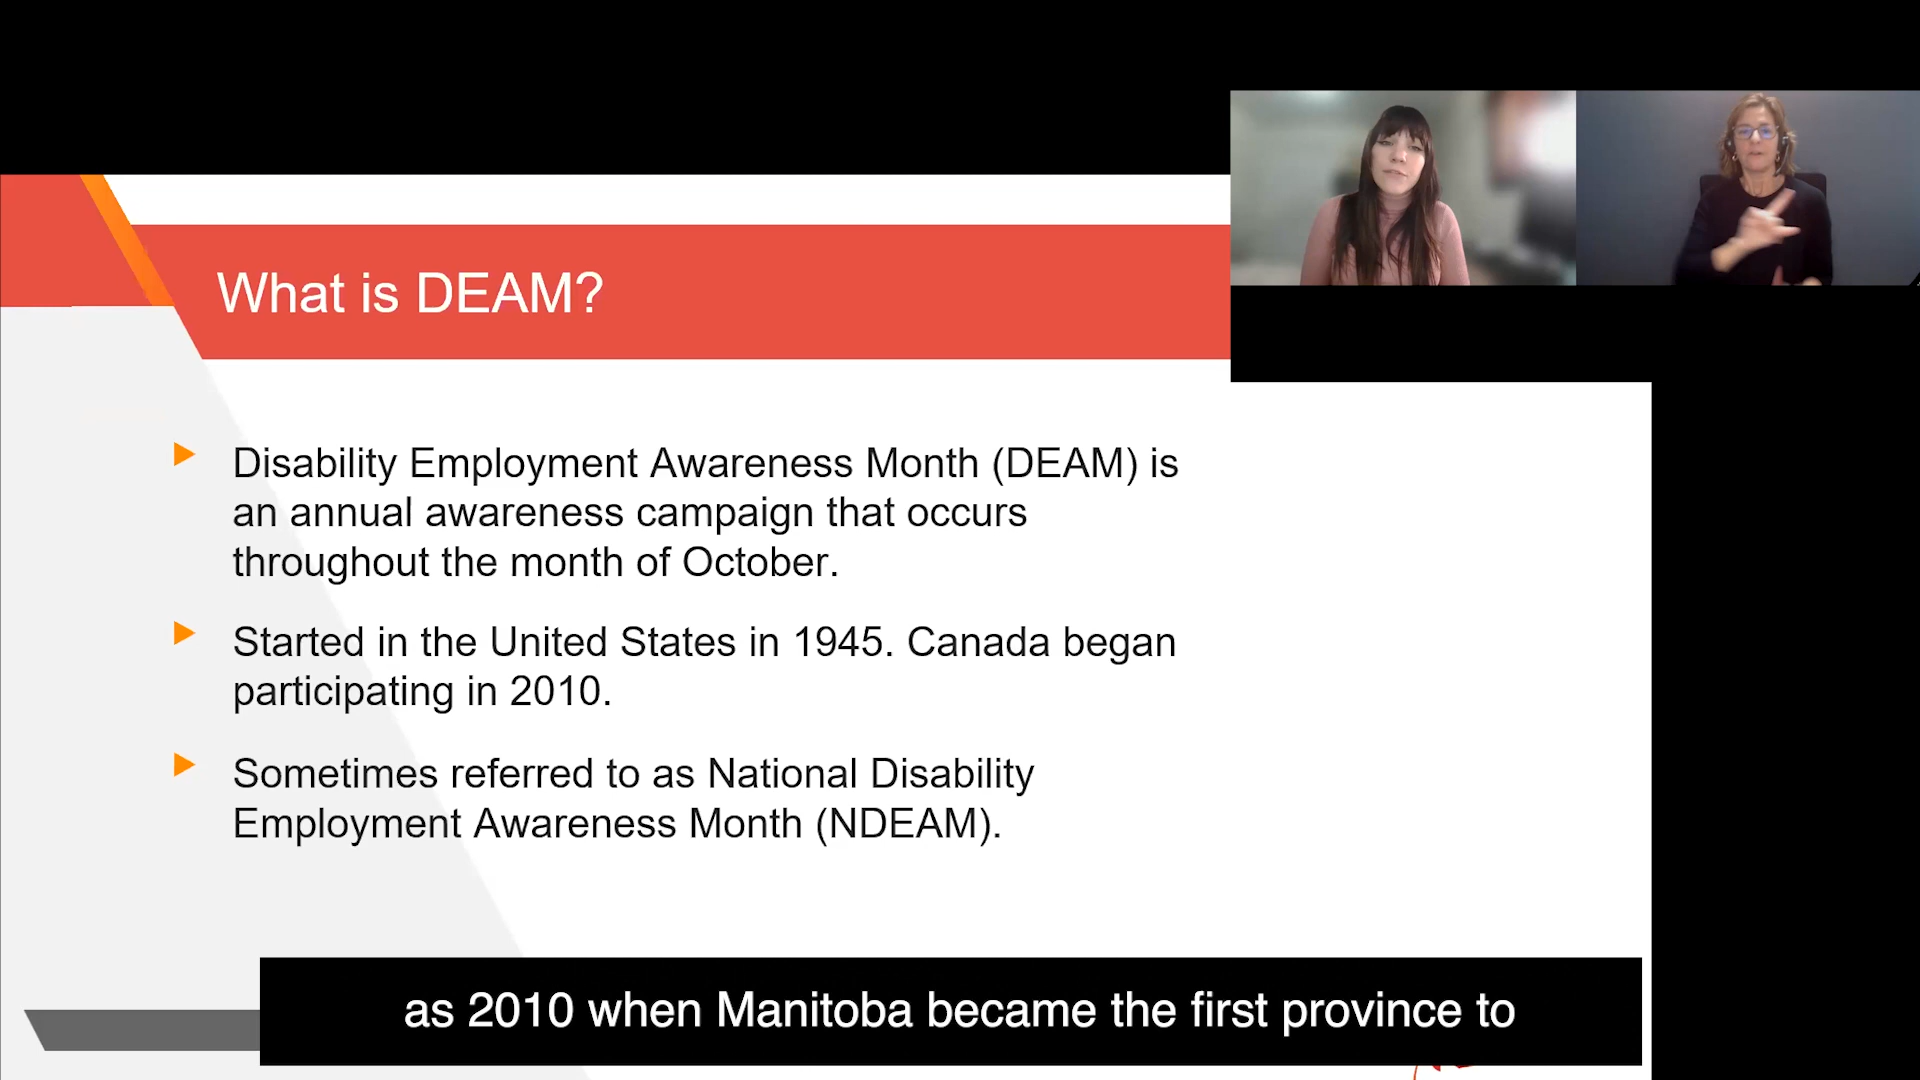 What is DEAM?
Disability Employment Awareness Month (DEAM) is
an annual awareness campaign that occurs
throughout the month of October.
Started in the United States in 1945. Canada began
participating in 2010.
Sometimes referred to as National Disability
Employment Awareness Month (NDEAM).
as 2010 when Manitoba became the first province to